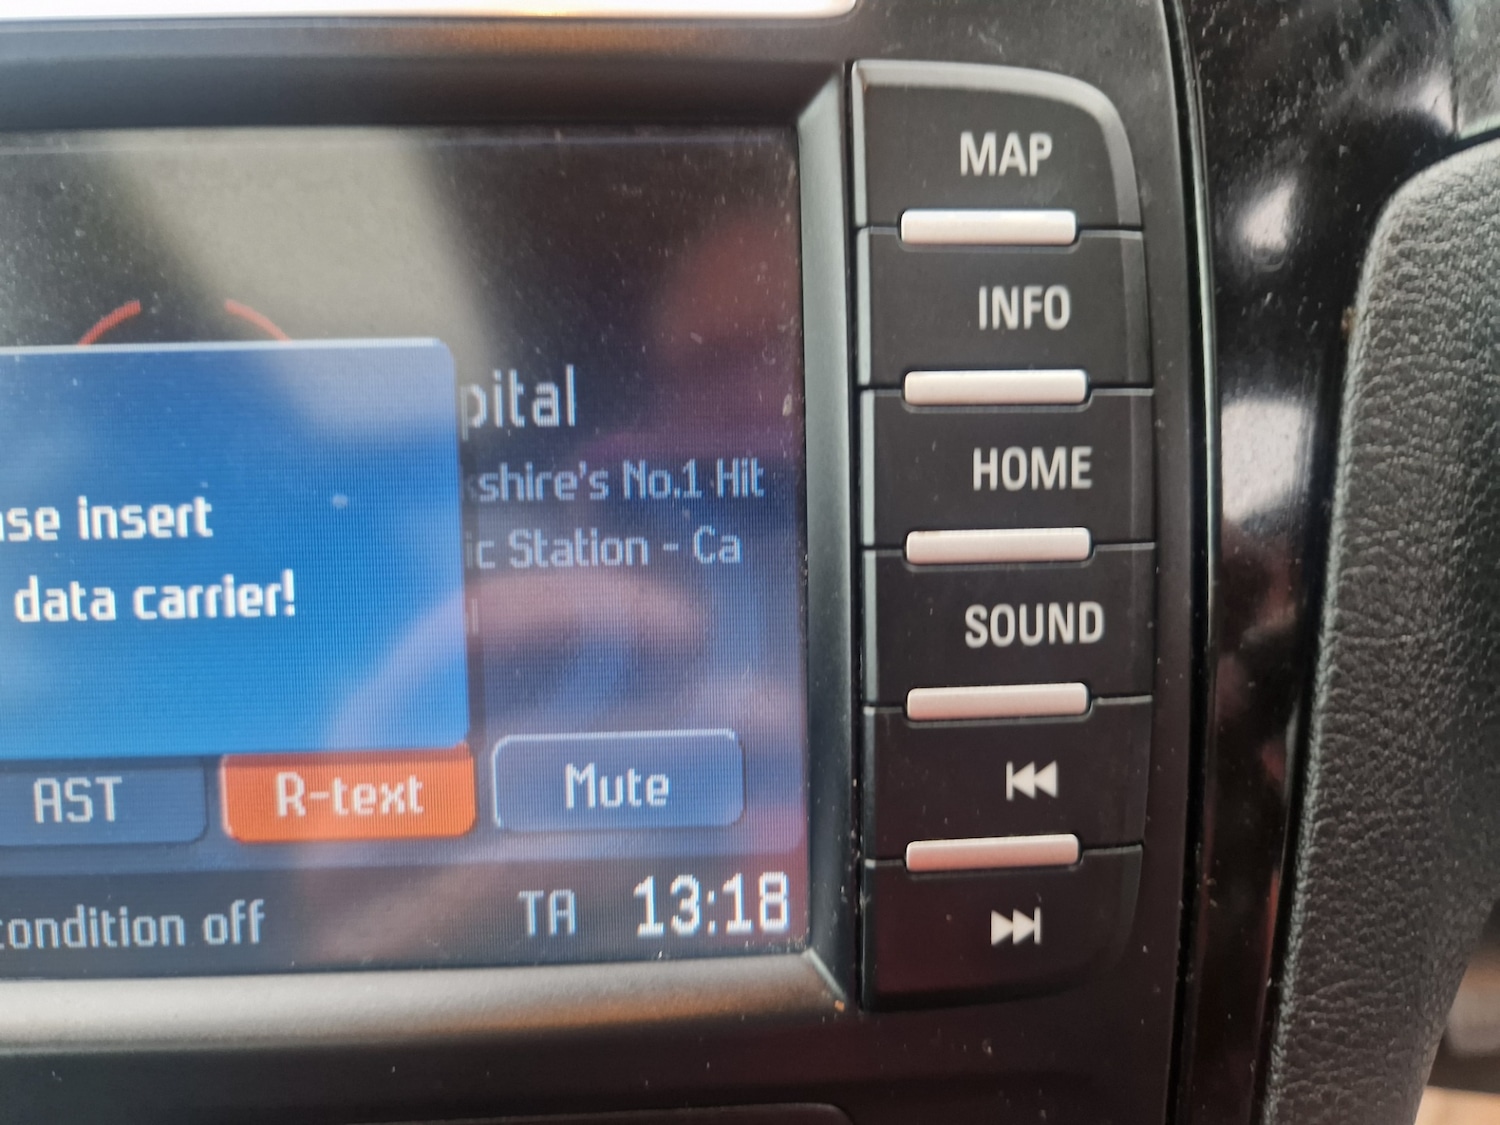 pital
shire's No.1 Hit
ic Station - Ca
se insert
data carrier!
AST
R-text
Mute
condition off
TA
13:18
MAP
INFO
HOME
SOUND